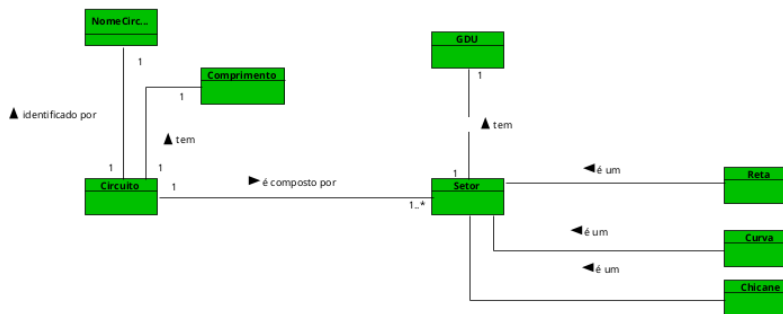 NomeCirc...
GDU
1
1
Comprimento
1
identificado por
tem
tem
1
1
1
é um
Reta
Circuito
1
é composto por
Setor
1..*
é um
Curva
é um
Chicane